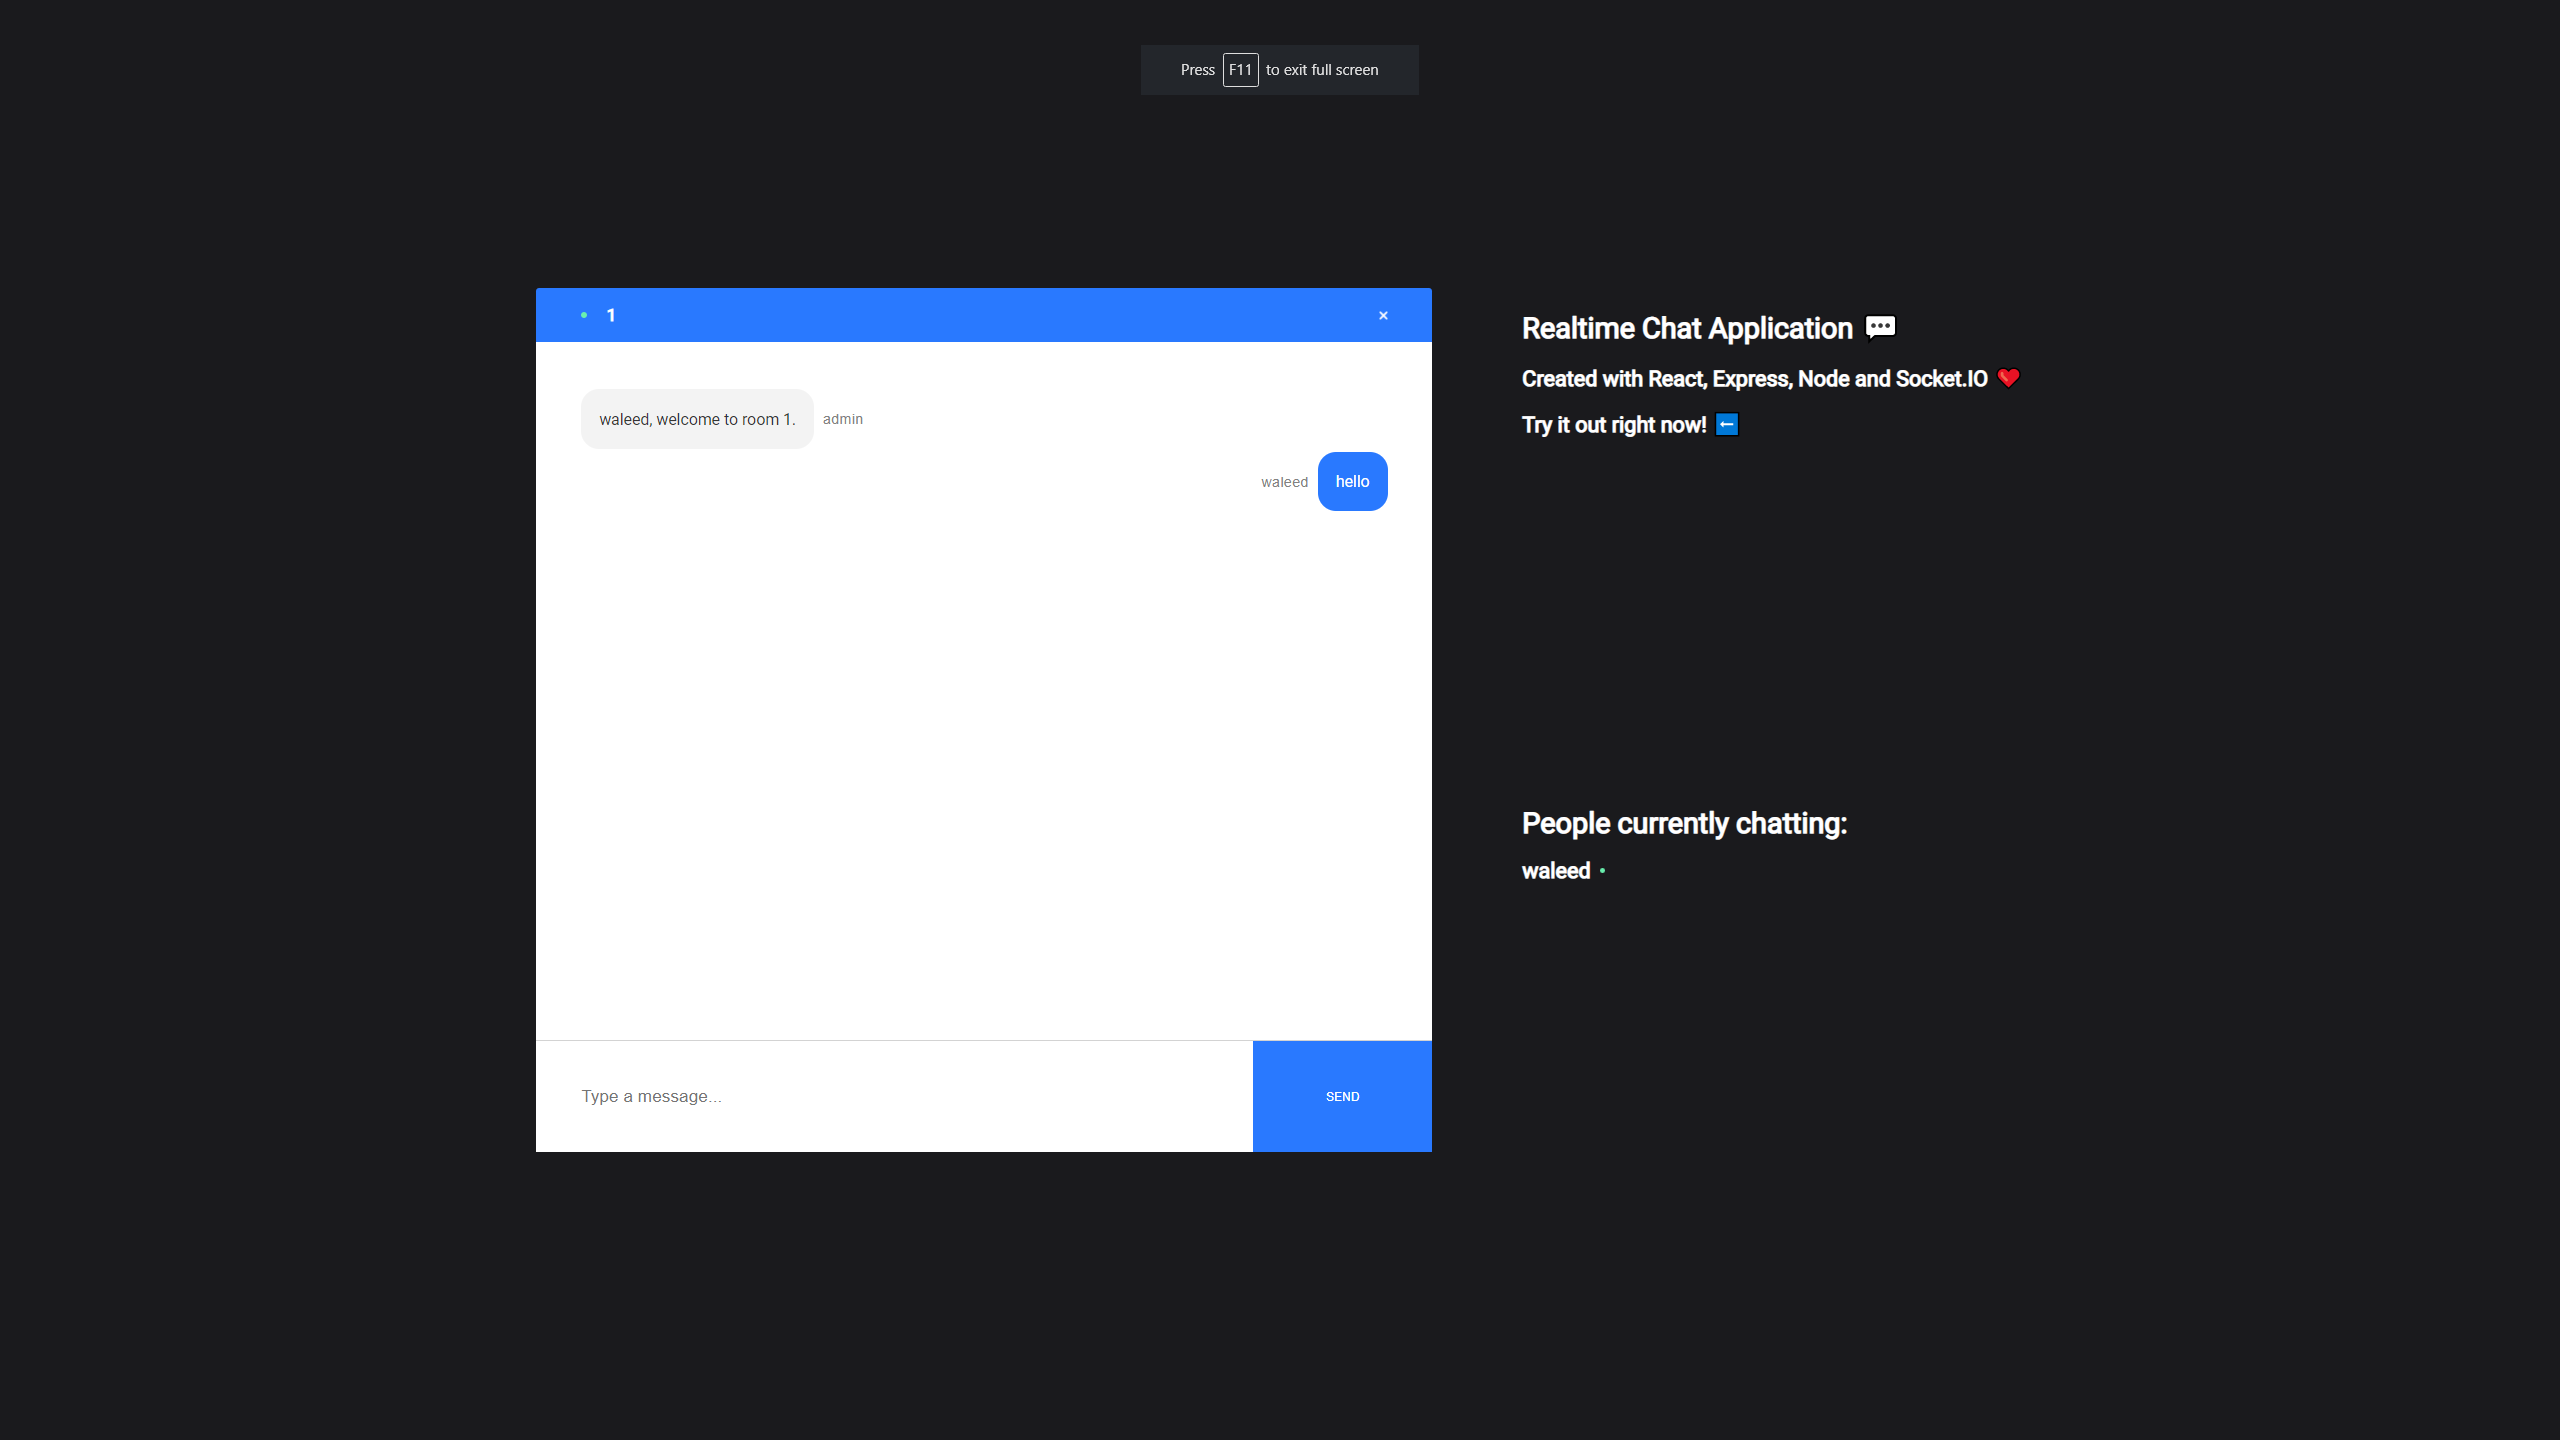 Press F11 to exit full screen
1
×
waleed, welcome to room 1.
admin
waleed
hello
Type a message...
SEND
Realtime Chat Application 💬
Created with React, Express, Node and Socket.IO ❤️
Try it out right now! ⬅️
People currently chatting:
waleed